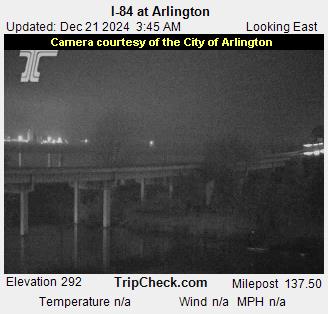 I-84 at Arlington
Updated: Dec 21 2024 3:45 AM Looking East
Camera courtesy of the City of Arlington
Elevation 292 TripCheck.com Milepost 137.50
Temperature n/a Wind n/a MPH n/a